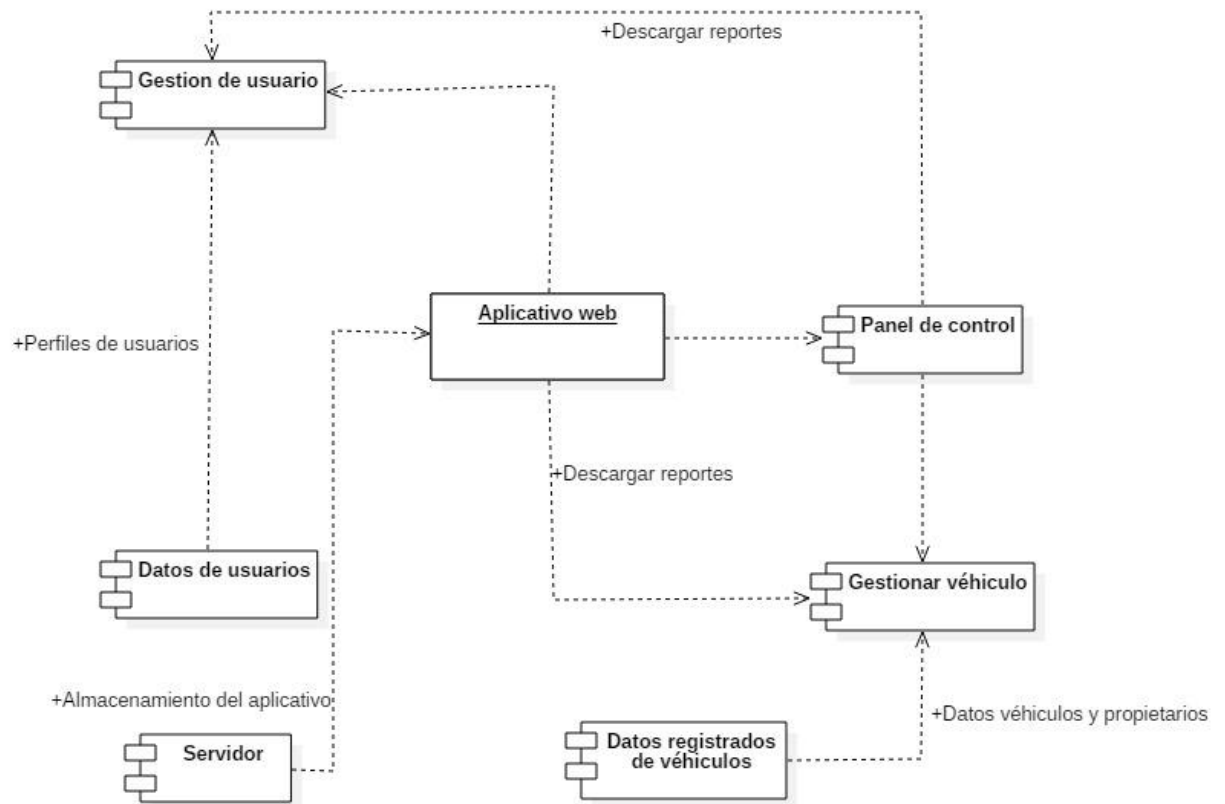 +Descargar reportes
Gestion de usuario
Aplicativo web
Panel de control
+Perfiles de usuarios
+Descargar reportes
Datos de usuarios
Gestionar véhiculo
+Almacenamiento del aplicativo
+Datos véhiculos y propietarios
Servidor
Datos registrados
de véhiculos